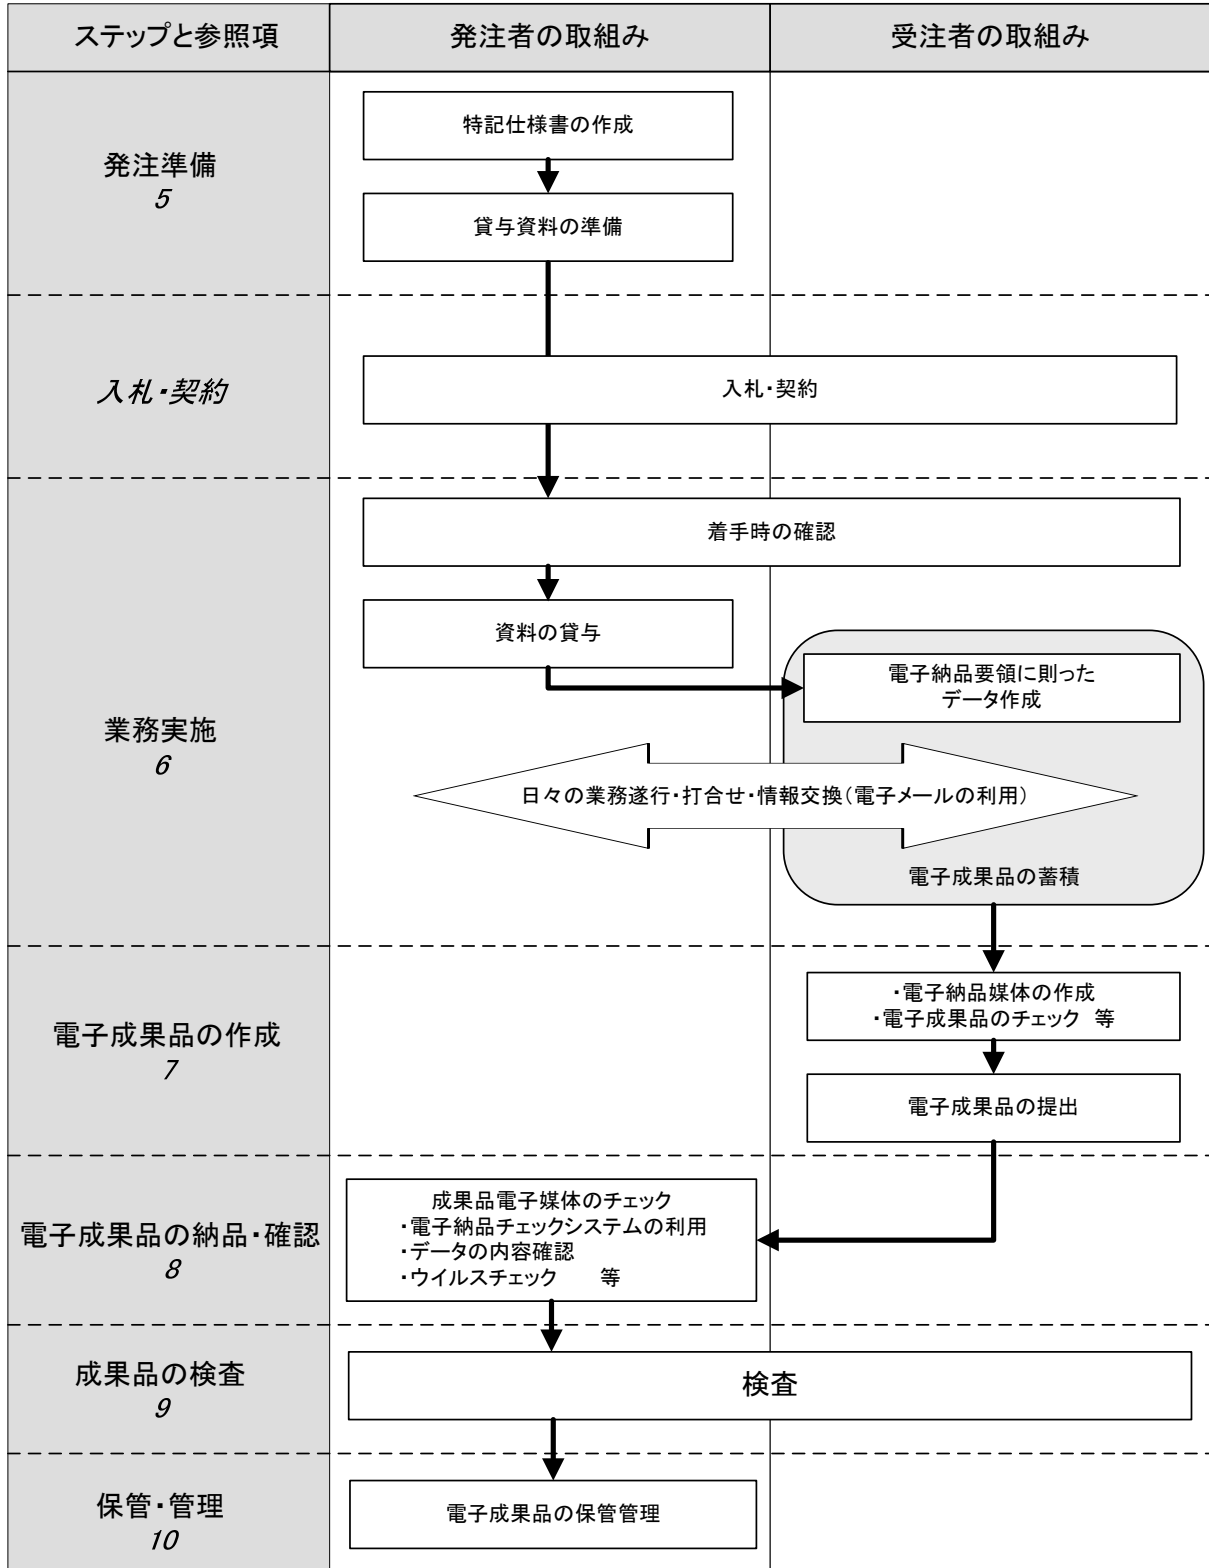 ステップと参照項
発注者の取組み
受注者の取組み
発注準備
5
特記仕様書の作成
貸与資料の準備
入札・契約
入札・契約
業務実施
6
着手時の確認
資料の貸与
電子納品要領に則った
データ作成
日々の業務遂行・打合せ・情報交換（電子メールの利用）
電子成果品の蓄積
電子成果品の作成
7
・電子納品媒体の作成
・電子成果品のチェック　等
電子成果品の提出
電子成果品の納品・確認
8
成果品電子媒体のチェック
・電子納品チェックシステムの利用
・データの内容確認
・ウイルスチェック　　等
成果品の検査
9
検査
保管・管理
10
電子成果品の保管管理